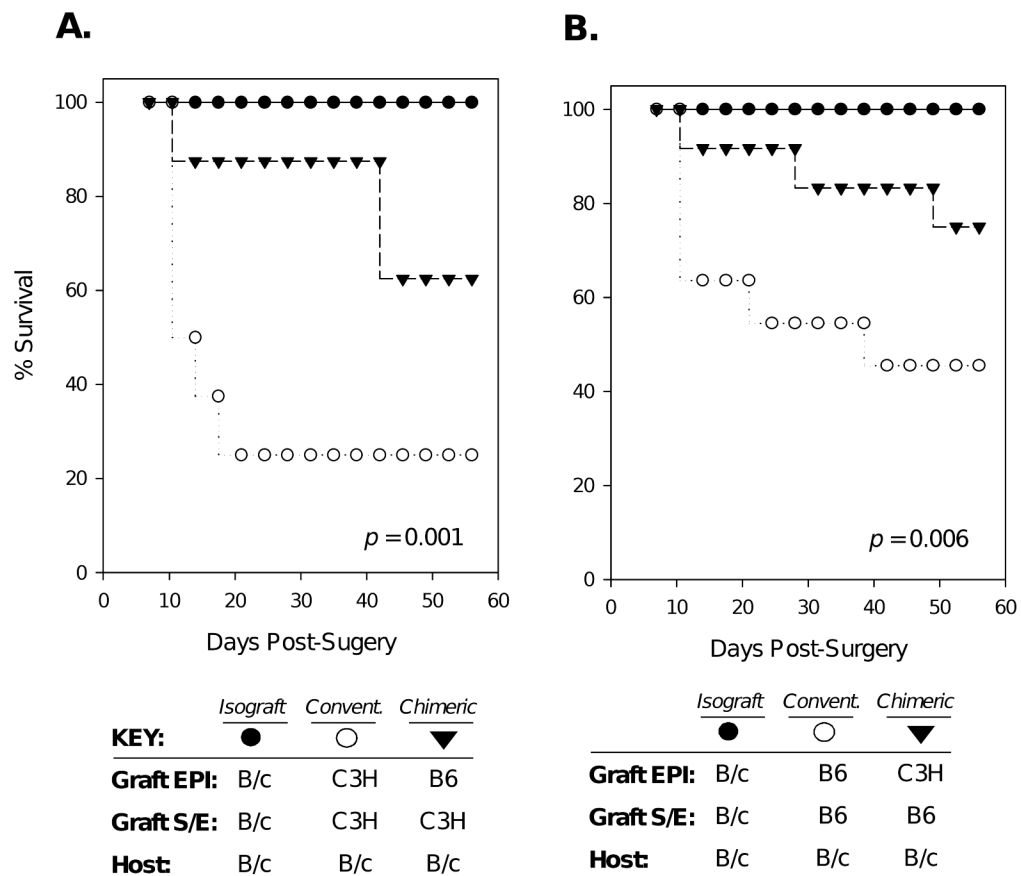 A.
B.
100
80
60
40
20
0
% Survival
0 10 20 30 40 50 60
Days Post-Sugery
p = 0.001
100
80
60
40
20
0
0 10 20 30 40 50 60
Days Post-Surgery
p = 0.006
Isograft Convent. Chimeric
KEY:
Graft EPI: B/c C3H B6
Graft S/E: B/c C3H C3H
Host: B/c B/c B/c
Isograft Convent. Chimeric
Graft EPI: B/c B6 C3H
Graft S/E: B/c B6 B6
Host: B/c B/c B/c